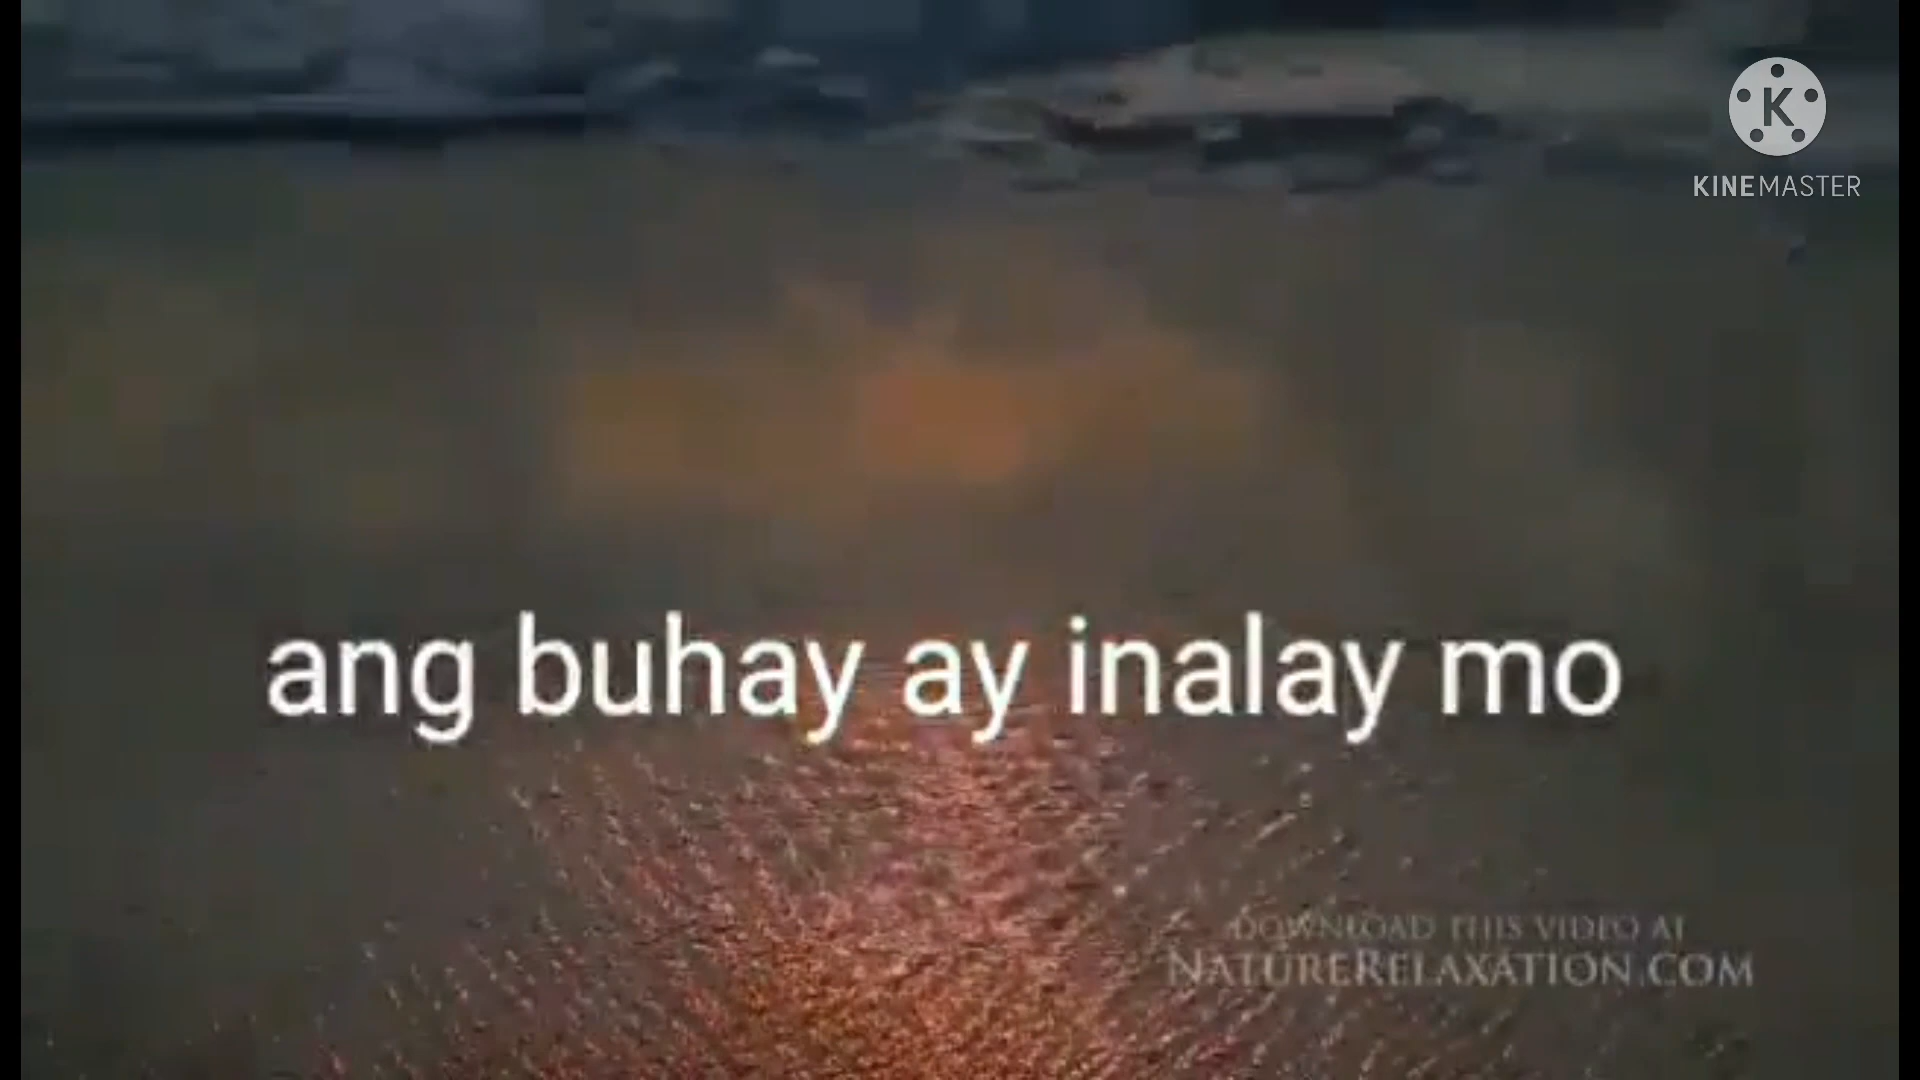 K
KINEMASTER
ang buhay ay inalay mo
DOWNLOAD THIS VIDEO AT
NATURERELAXATION.COM